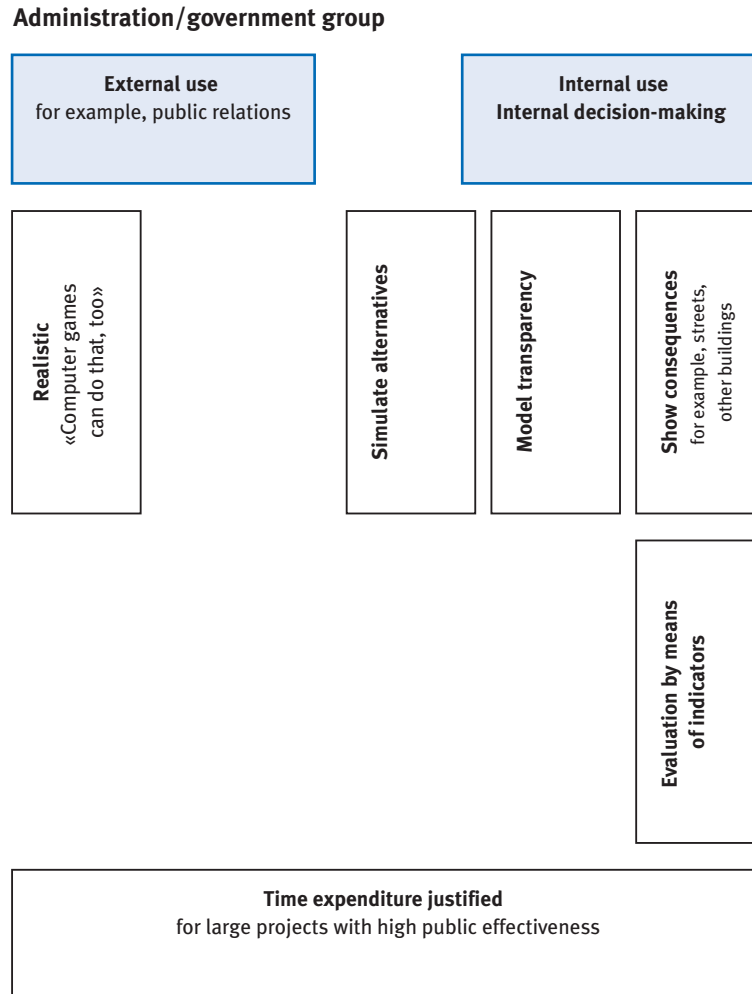 Administration/government group
External use
for example, public relations
Internal use
Internal decision-making
Realistic
«Computer games
can do that, too»
Simulate alternatives
Model transparency
Show consequences
for example, streets,
other buildings
Evaluation by means
of indicators
Time expenditure justified
for large projects with high public effectiveness